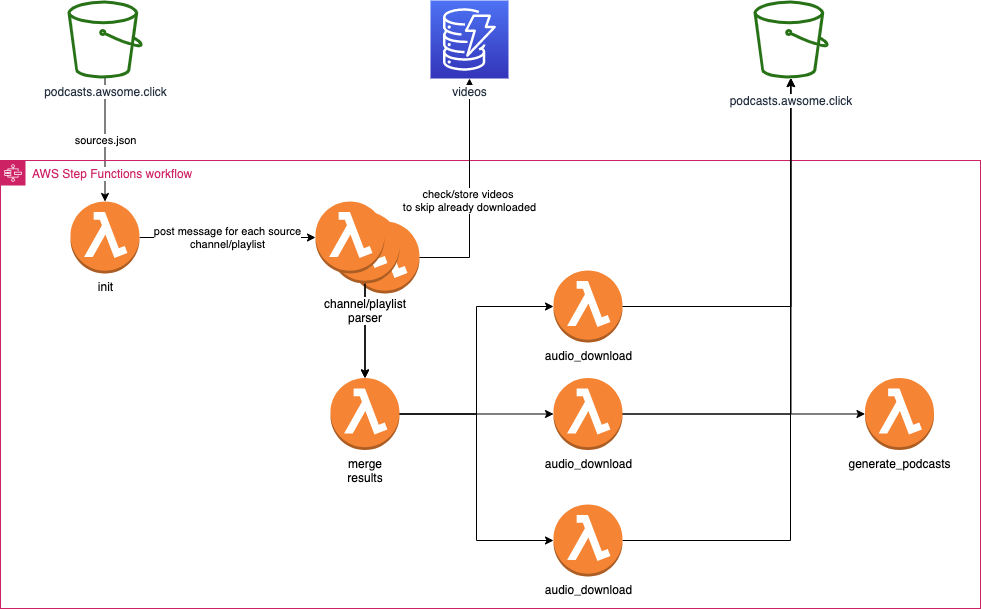 podcasts.awsome.click
videos
podcasts.awsome.click
sources.json
AWS Step Functions workflow
check/store videos
to skip already downloaded
post message for each source
channel/playlist
init
channel/playlist
parser
audio_download
merge
results
audio_download
generate_podcasts
audio_download